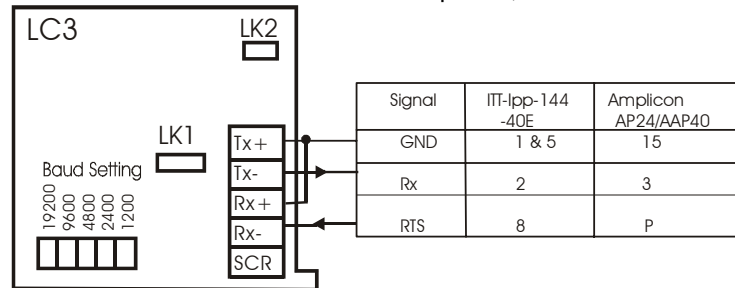 LC3
LK2
LK1
Baud Setting
19200
9600
4800
2400
1200
Tx+
Tx-
Rx+
Rx-
SCR
Signal ITT-Ipp-144 Amplicon
-40E AP24/AAP40
GND 1 & 5 15
Rx 2 3
RTS 8 P